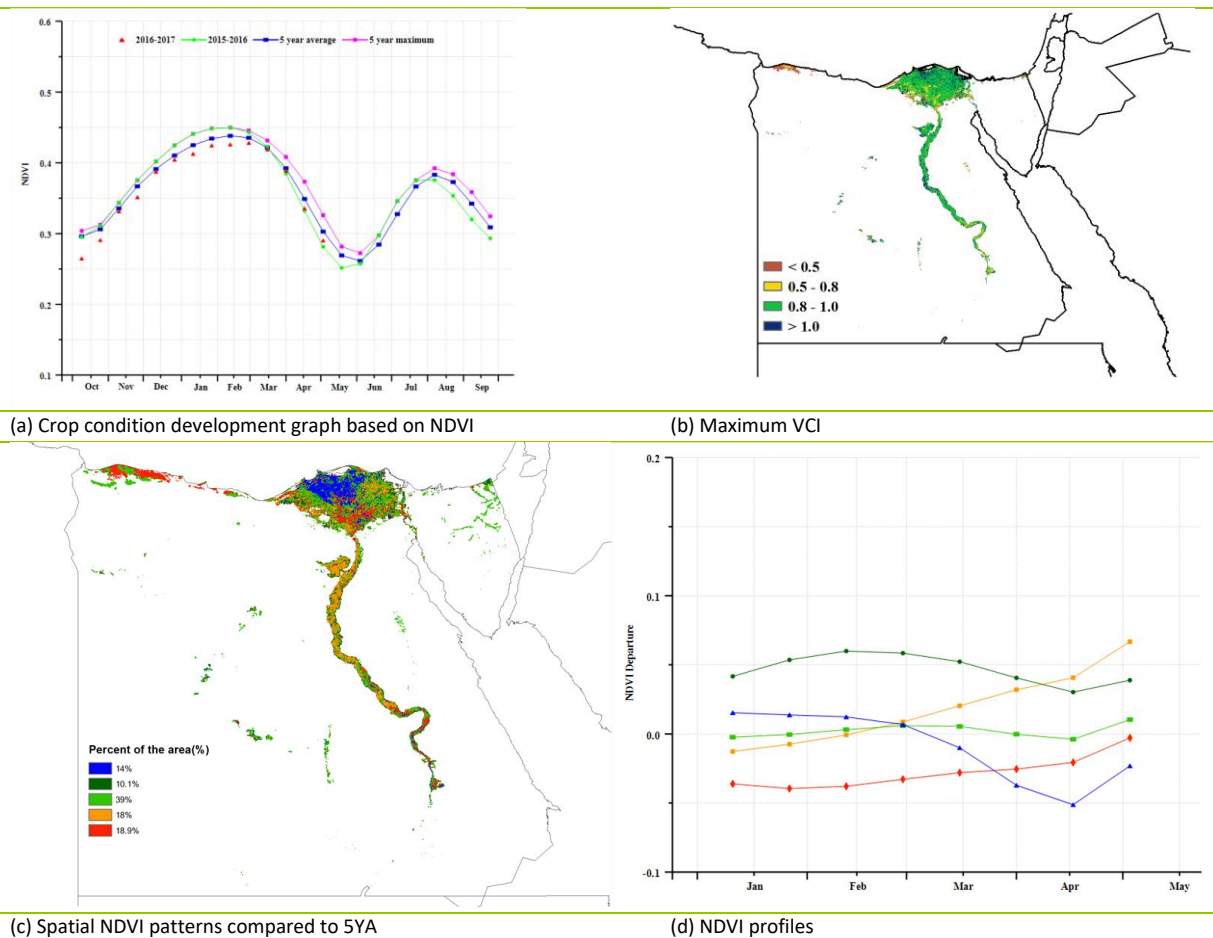 0.6
2016-2017 2015-2016 5 year average 5 year maximum
0.5
0.4
NDVI
0.3
0.2
0.1
Oct Nov Dec Jan Feb Mar Apr May Jun Jul Aug Sep
< 0.5
0.5 - 0.8
0.8 - 1.0
> 1.0
(a) Crop condition development graph based on NDVI
(b) Maximum VCI
Percent of the area(%)
14%
10.1%
39%
18%
18.9%
0.2
0.1
NDVI Departure
0.0
-0.1
Jan Feb Mar Apr May
(c) Spatial NDVI patterns compared to 5YA
(d) NDVI profiles